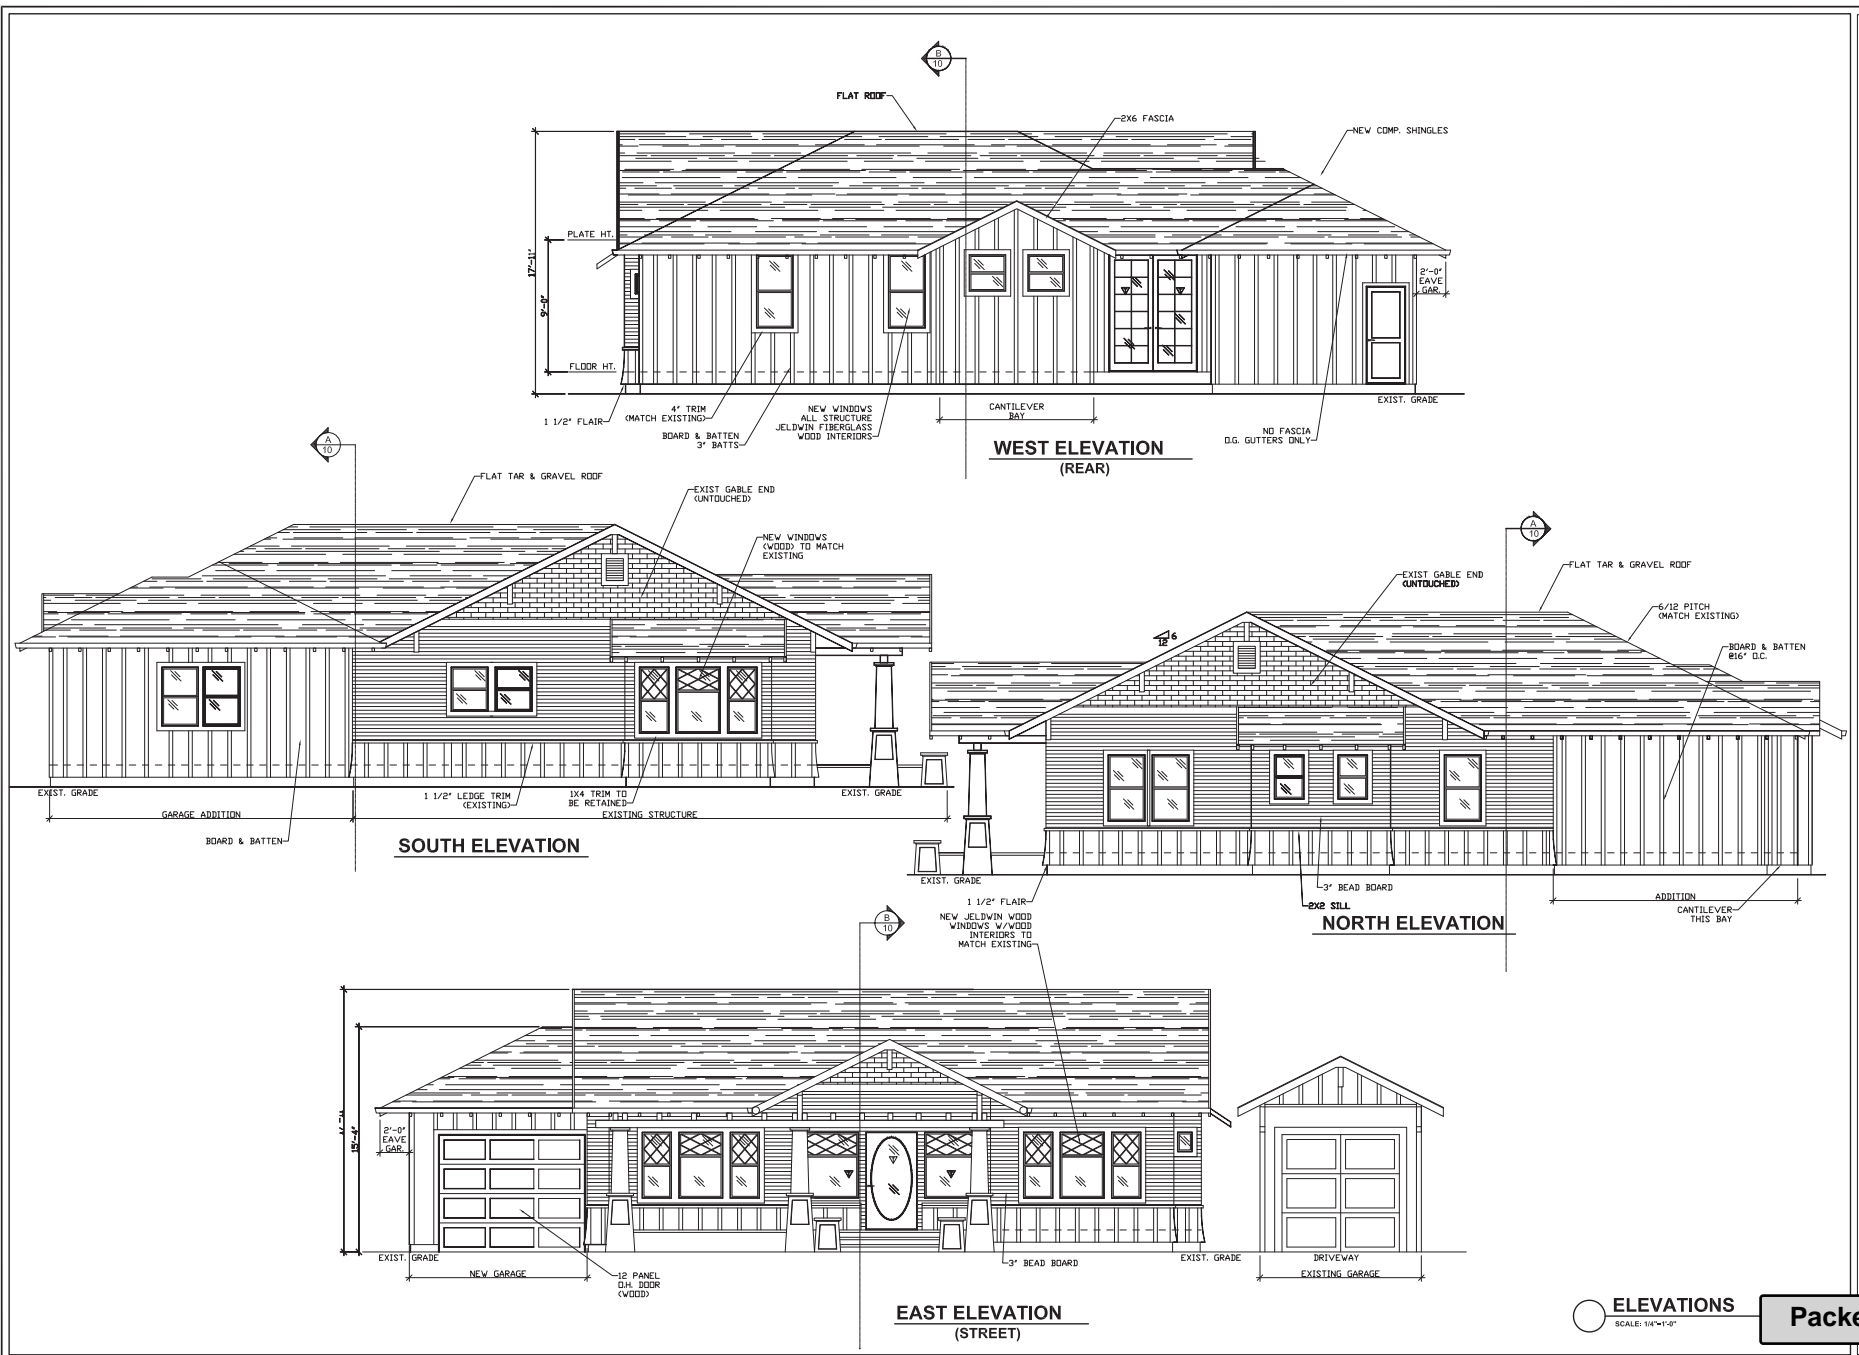 B
10
FLAT ROOF
2X6 FASCIA
NEW COMP. SHINGLES
PLATE HT.
17'-11"
9'-0"
FLOOR HT.
2'-0"
EAVE
GAR.
1 1/2" FLAIR
4" TRIM
(MATCH EXISTING)
BOARD & BATTEN
3" BATTS
NEW WINDOWS
ALL STRUCTURE
JELDWIN FIBERGLASS
WOOD INTERIORS
CANTILEVER
BAY
NO FASCIA
O.G. GUTTERS ONLY
EXIST. GRADE
WEST ELEVATION
(REAR)
A
10
FLAT TAR & GRAVEL ROOF
EXIST GABLE END
(UNTOUCHED)
NEW WINDOWS
(WOOD) TO MATCH
EXISTING
EXIST. GRADE
GARAGE ADDITION
BOARD & BATTEN
1 1/2" LEDGE TRIM
(EXISTING)
1X4 TRIM TO
BE RETAINED
EXISTING STRUCTURE
EXIST. GRADE
SOUTH ELEVATION
A
10
FLAT TAR & GRAVEL ROOF
EXIST GABLE END
(UNTOUCHED)
6/12 PITCH
(MATCH EXISTING)
6
12
BOARD & BATTEN
@16" O.C.
EXIST. GRADE
1 1/2" FLAIR
3" BEAD BOARD
2X2 SILL
ADDITION
CANTILEVER
THIS BAY
NORTH ELEVATION
B
10
NEW JELDWIN WOOD
WINDOWS W/WOOD
INTERIORS TO
MATCH EXISTING
15'-4"
2'-0"
EAVE
GAR.
EXIST. GRADE
NEW GARAGE
12 PANEL
O.H. DOOR
(WOOD)
3" BEAD BOARD
EXIST. GRADE
DRIVEWAY
EXISTING GARAGE
EAST ELEVATION
(STREET)
ELEVATIONS
SCALE: 1/4"=1'-0"
Packe